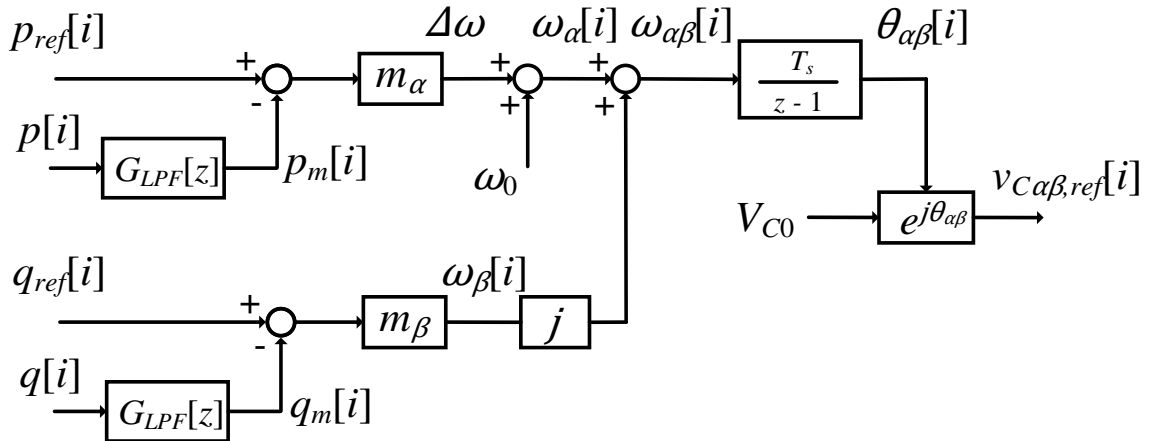 p_ref[i]
+
-
m_α
Δω
+
+
ω_α[i]
+
+
ω_αβ[i]
T_s
z - 1
θ_αβ[i]
p[i]
G_LPF[z]
p_m[i]
ω_0
V_C0
e^jθ_αβ
v_Cαβ,ref[i]
q_ref[i]
+
-
m_β
ω_β[i]
j
q[i]
G_LPF[z]
q_m[i]